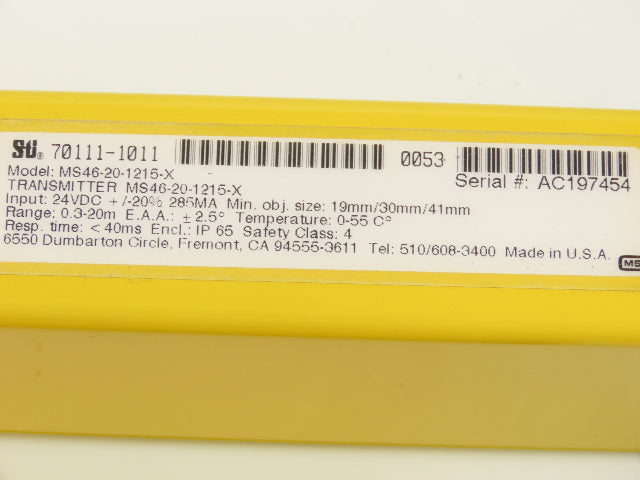 Sti® 70111-1011 0053
Model: MS46-20-1215-X Serial #: AC197454
TRANSMITTER MS46-20-1215-X
Input: 24VDC +/-20% 285MA Min. obj. size: 19mm/30mm/41mm
Range: 0.3-20m E.A.A.: ±2.5° Temperature: 0-55 C°
Resp. time: <40ms Encl.: IP 65 Safety Class: 4
6550 Dumbarton Circle, Fremont, CA 94555-3611 Tel: 510/608-3400 Made in U.S.A.
MS